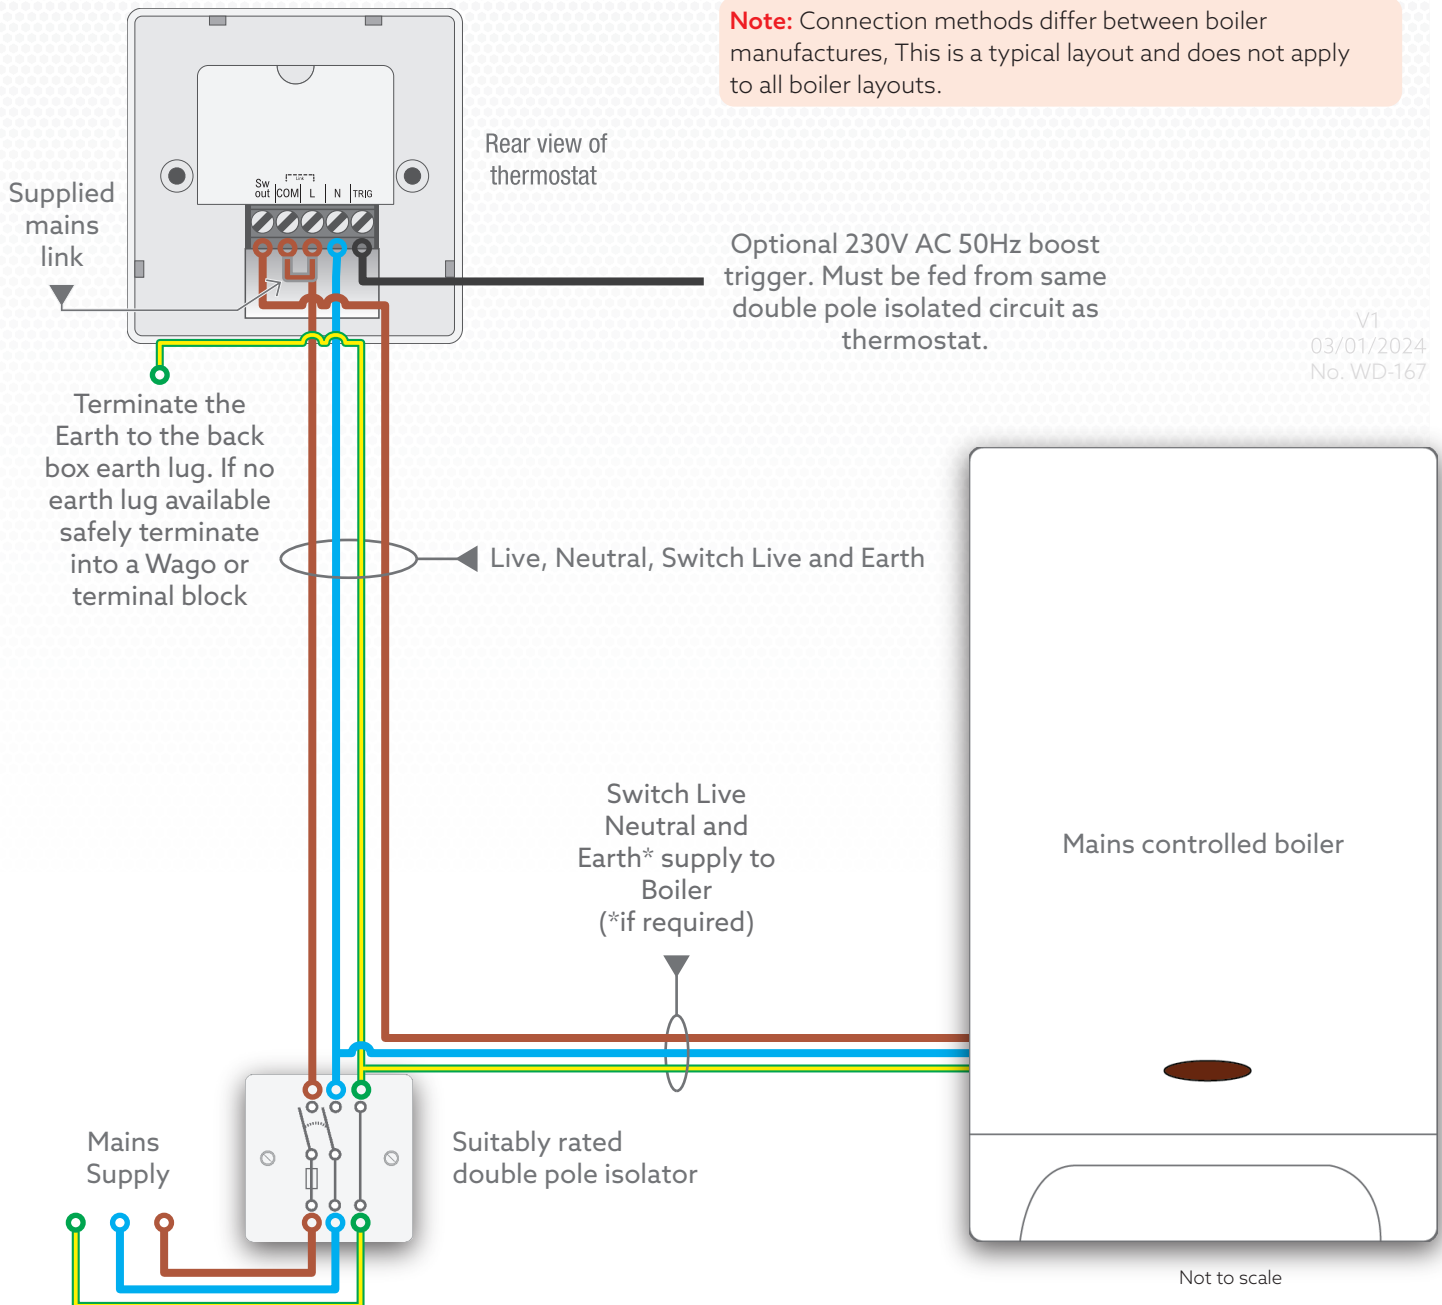 Note: Connection methods differ between boiler
manufactures, This is a typical layout and does not apply
to all boiler layouts.
Rear view of
thermostat
Link
Sw
out
COM
L
N
TRIG
Supplied
mains
link
Optional 230V AC 50Hz boost
trigger. Must be fed from same
double pole isolated circuit as
thermostat.
V1
03/01/2024
No. WD-167
Terminate the
Earth to the back
box earth lug. If no
earth lug available
safely terminate
into a Wago or
terminal block
Live, Neutral, Switch Live and Earth
Switch Live
Neutral and
Earth* supply to
Boiler
(*if required)
Mains controlled boiler
Mains
Supply
Suitably rated
double pole isolator
Not to scale